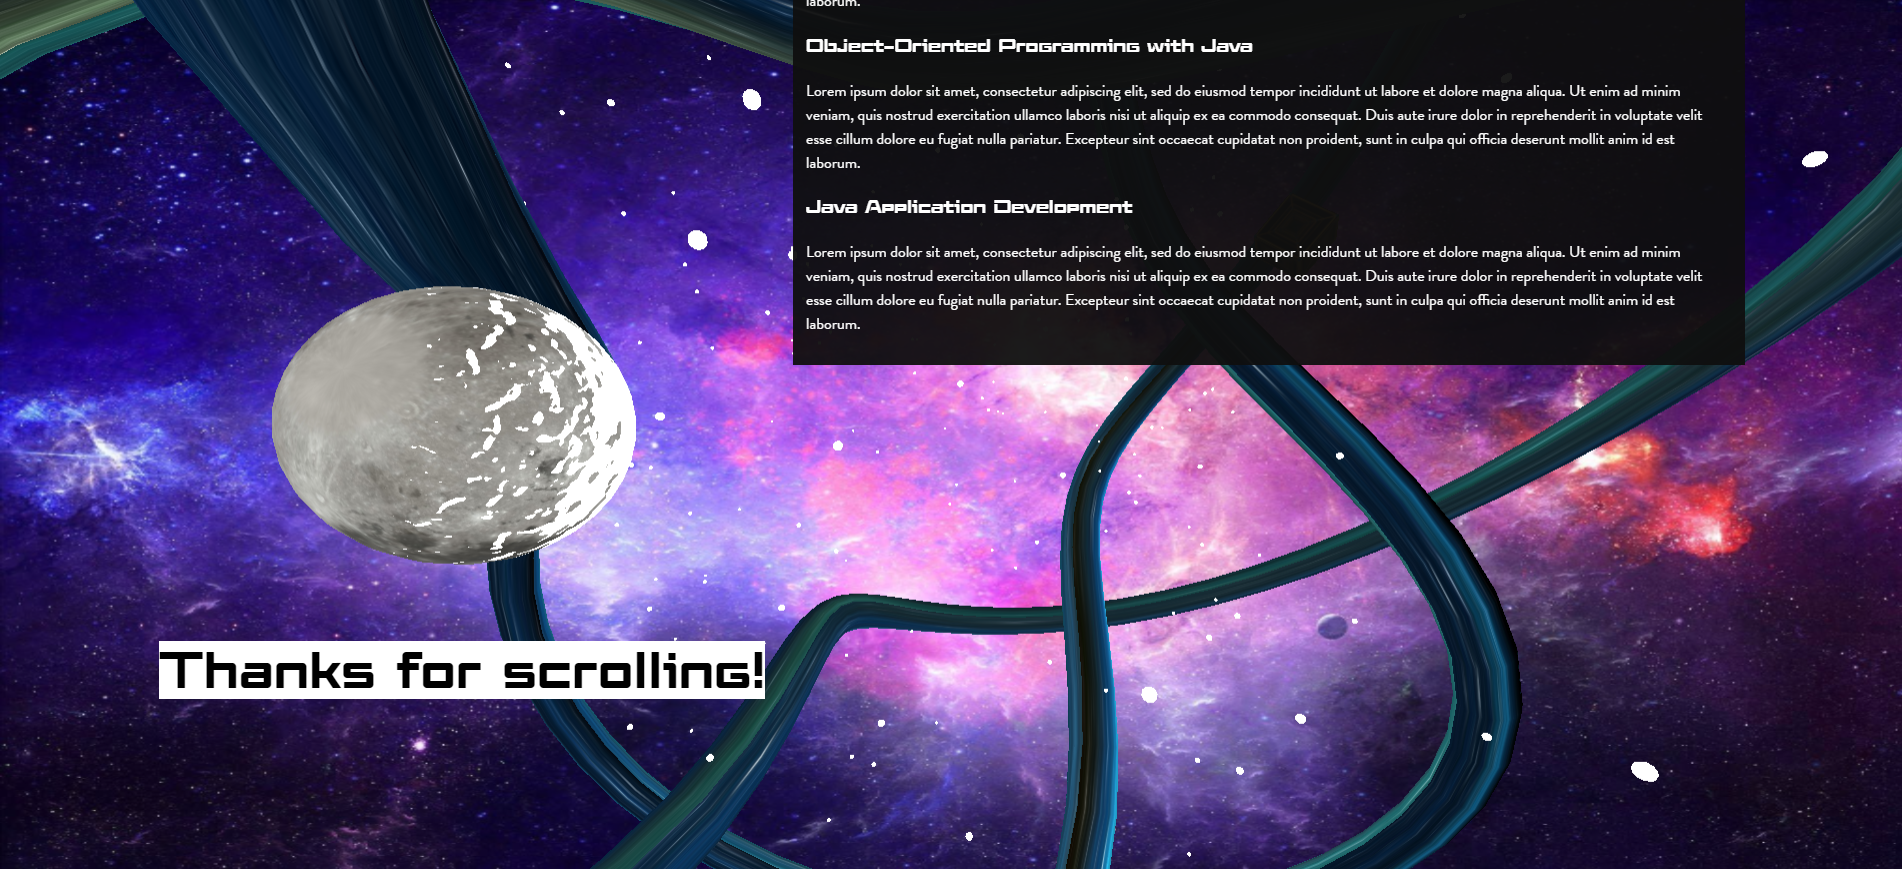 laborum.
Object-Oriented Programming with Java
Lorem ipsum dolor sit amet, consectetur adipiscing elit, sed do eiusmod tempor incididunt ut labore et dolore magna aliqua. Ut enim ad minim
veniam, quis nostrud exercitation ullamco laboris nisi ut aliquip ex ea commodo consequat. Duis aute irure dolor in reprehenderit in voluptate velit
esse cillum dolore eu fugiat nulla pariatur. Excepteur sint occaecat cupidatat non proident, sunt in culpa qui officia deserunt mollit anim id est
laborum.
Java Application Development
Lorem ipsum dolor sit amet, consectetur adipiscing elit, sed do eiusmod tempor incididunt ut labore et dolore magna aliqua. Ut enim ad minim
veniam, quis nostrud exercitation ullamco laboris nisi ut aliquip ex ea commodo consequat. Duis aute irure dolor in reprehenderit in voluptate velit
esse cillum dolore eu fugiat nulla pariatur. Excepteur sint occaecat cupidatat non proident, sunt in culpa qui officia deserunt mollit anim id est
laborum.
Thanks for scrolling!